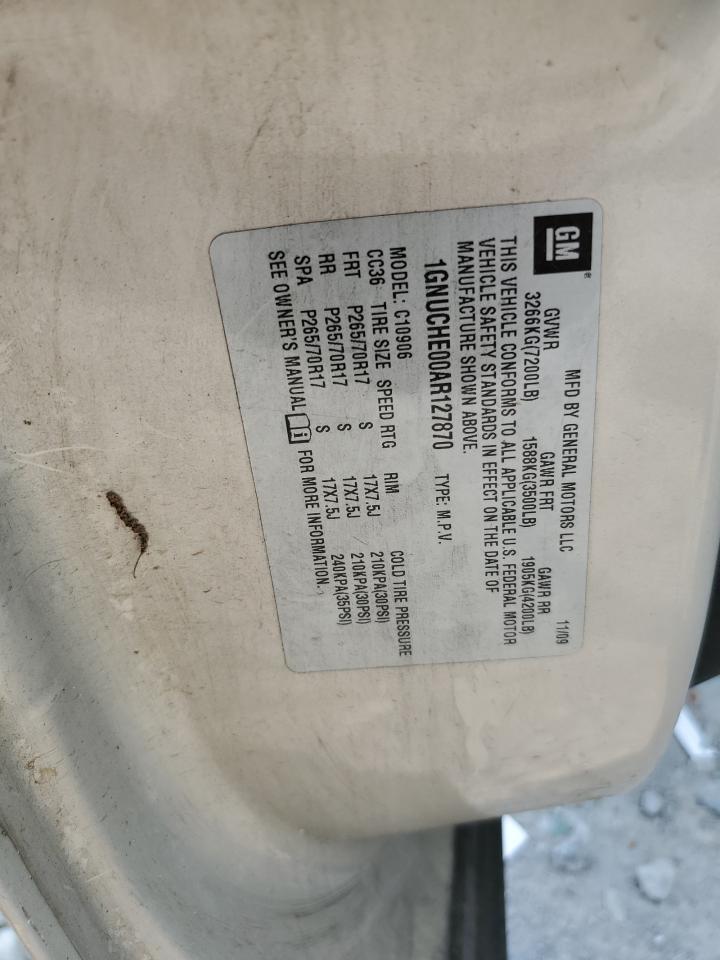 GM ®
MFD BY GENERAL MOTORS LLC 11/09
GVWR GAWR FRT GAWR RR
3266KG(7200LB) 1588KG(3500LB) 1905KG(4200LB)
THIS VEHICLE CONFORMS TO ALL APPLICABLE U.S. FEDERAL MOTOR
VEHICLE SAFETY STANDARDS IN EFFECT ON THE DATE OF
MANUFACTURE SHOWN ABOVE.
1GNUCHE00AR127870 TYPE: M.P.V.
MODEL: C10906
CC36 TIRE SIZE SPEED RTG RIM COLD TIRE PRESSURE
FRT P265/70R17 S 17X7.5J 210KPA(30PSI)
RR P265/70R17 S 17X7.5J 210KPA(30PSI)
SPA P265/70R17 S 17X7.5J 240KPA(35PSI)
SEE OWNER'S MANUAL i FOR MORE INFORMATION.